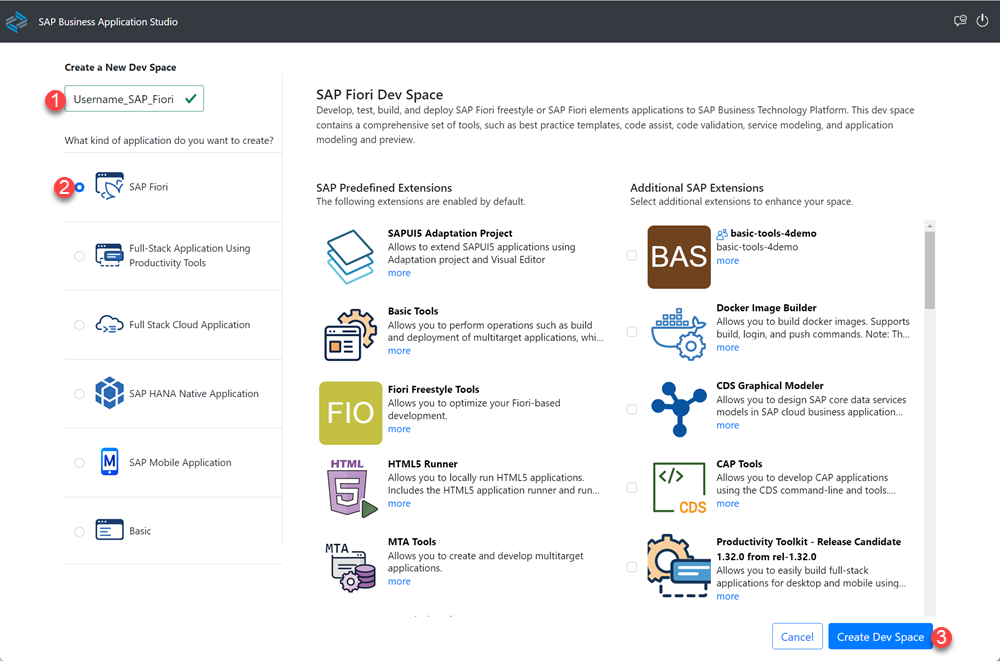 SAP Business Application Studio
Create a New Dev Space
1
Username_SAP_Fiori
What kind of application do you want to create?
2
SAP Fiori
Full-Stack Application Using
Productivity Tools
Full Stack Cloud Application
SAP HANA Native Application
M
SAP Mobile Application
Basic
SAP Fiori Dev Space
Develop, test, build, and deploy SAP Fiori freestyle or SAP Fiori elements applications to SAP Business Technology Platform. This dev space
contains a comprehensive set of tools, such as best practice templates, code assist, code validation, service modeling, and application
modeling and preview.
SAP Predefined Extensions
The following extensions are enabled by default.
SAPUI5 Adaptation Project
Allows to extend SAPUI5 applications using
Adaptation project and Visual Editor
more
Basic Tools
Allows you to perform operations such as build
and deployment of multitarget applications, whi...
more
FIO
Fiori Freestyle Tools
Allows you to optimize your Fiori-based
development.
more
HTML
5
HTML5 Runner
Allows you to locally run HTML5 applications.
Includes the HTML5 application runner and run...
more
MTA
MTA Tools
Allows you to create and develop multitarget
applications.
more
Additional SAP Extensions
Select additional extensions to enhance your space.
BAS
basic-tools-4demo
basic-tools-4demo
more
Docker Image Builder
Allows you to build docker images. Supports
build, login, and push commands. Note: Th...
more
CDS Graphical Modeler
Allows you to design SAP core data services
models in SAP cloud business application...
more
</>
CDS
CAP Tools
Allows you to develop CAP applications
using the CDS command-line and tools....
more
Productivity Toolkit - Release Candidate
1.32.0 from rel-1.32.0
Allows you to easily build full-stack
applications for desktop and mobile using...
more
Cancel
Create Dev Space
3